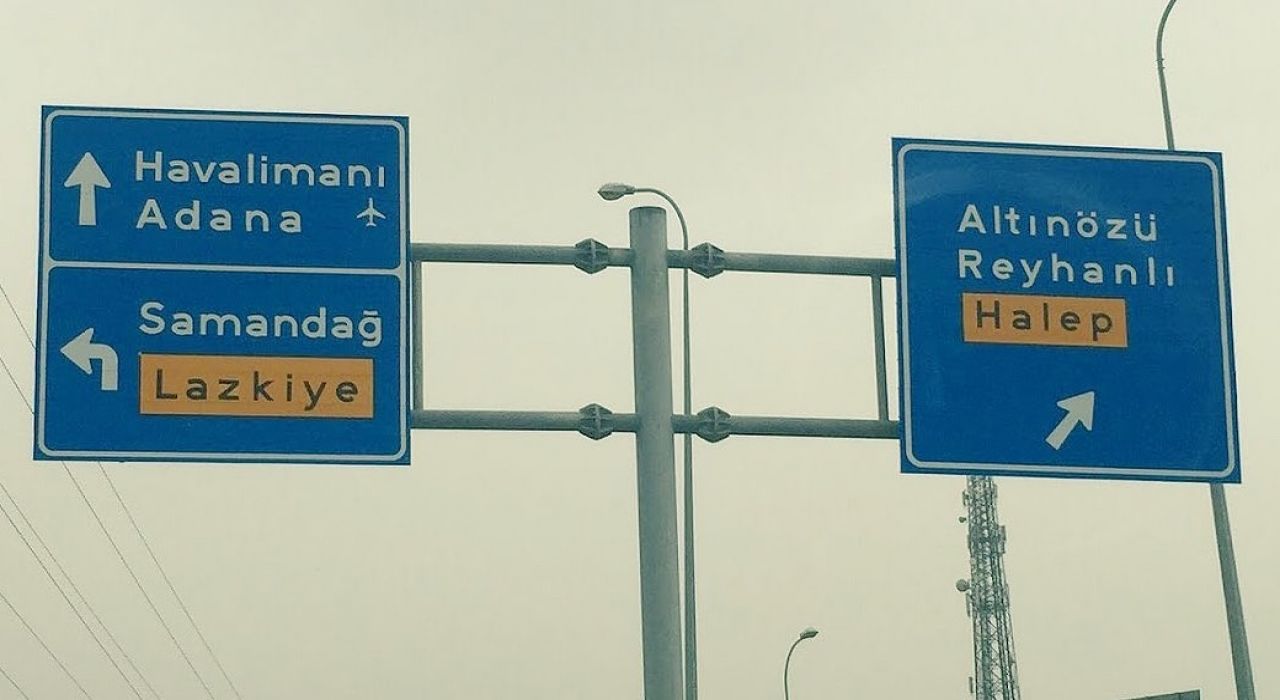 Havalimanı
Adana
Samandağ
Lazkiye
Altınözü
Reyhanlı
Halep